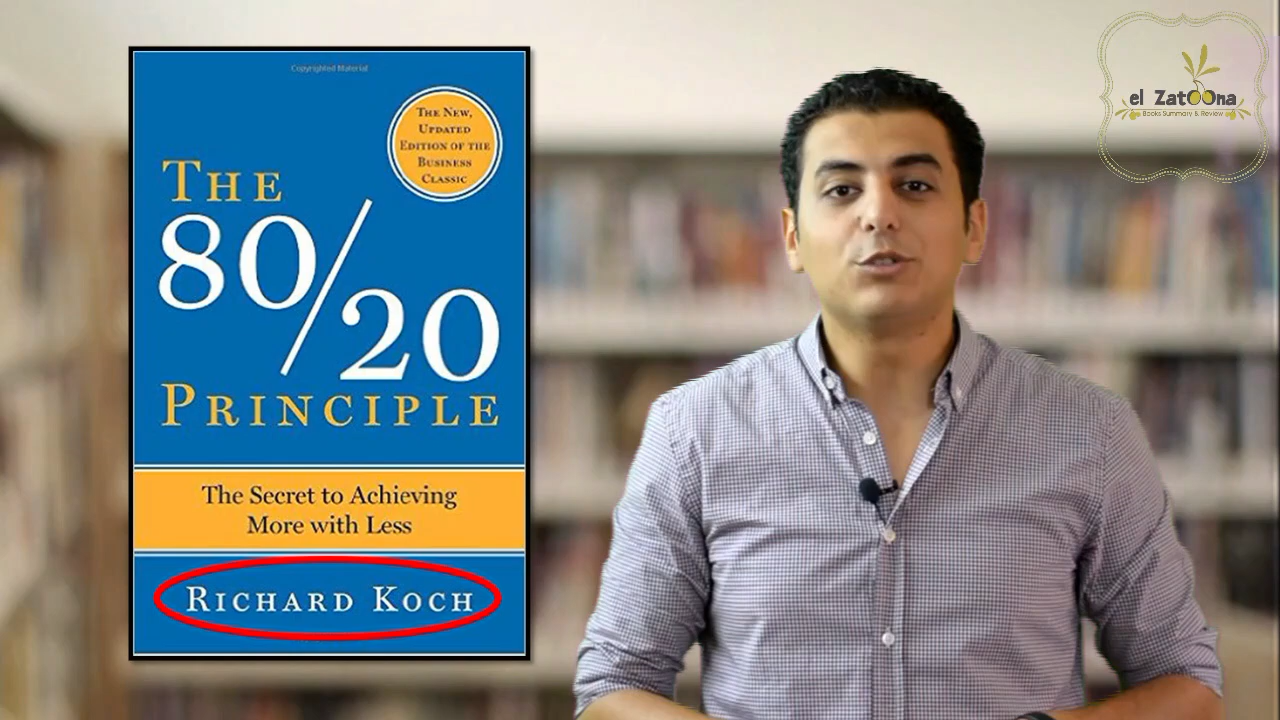 Copyrighted Material
THE NEW,
UPDATED
EDITION OF THE
BUSINESS
CLASSIC
THE
80/20
PRINCIPLE
The Secret to Achieving
More with Less
RICHARD KOCH
el ZatOOna
Books Summary & Review